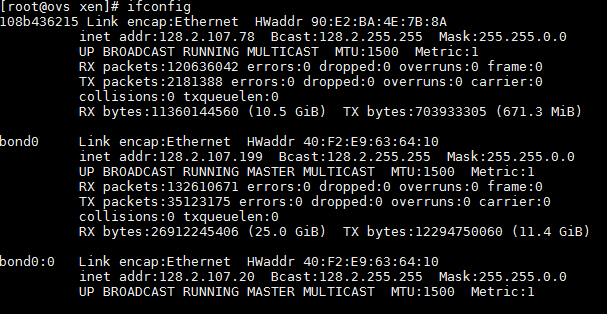 [root@ovs xen]# ifconfig
108b436215 Link encap:Ethernet  HWaddr 90:E2:BA:4E:7B:8A
inet addr:128.2.107.78  Bcast:128.2.255.255  Mask:255.255.0.0
UP BROADCAST RUNNING MULTICAST  MTU:1500  Metric:1
RX packets:120636042 errors:0 dropped:0 overruns:0 frame:0
TX packets:2181388 errors:0 dropped:0 overruns:0 carrier:0
collisions:0 txqueuelen:0
RX bytes:11360144560 (10.5 GiB)  TX bytes:703933305 (671.3 MiB)
bond0     Link encap:Ethernet  HWaddr 40:F2:E9:63:64:10
inet addr:128.2.107.199  Bcast:128.2.255.255  Mask:255.255.0.0
UP BROADCAST RUNNING MASTER MULTICAST  MTU:1500  Metric:1
RX packets:132610671 errors:0 dropped:0 overruns:0 frame:0
TX packets:35123175 errors:0 dropped:0 overruns:0 carrier:0
collisions:0 txqueuelen:0
RX bytes:26912245406 (25.0 GiB)  TX bytes:12294750060 (11.4 GiB)
bond0:0   Link encap:Ethernet  HWaddr 40:F2:E9:63:64:10
inet addr:128.2.107.20  Bcast:128.2.255.255  Mask:255.255.0.0
UP BROADCAST RUNNING MASTER MULTICAST  MTU:1500  Metric:1